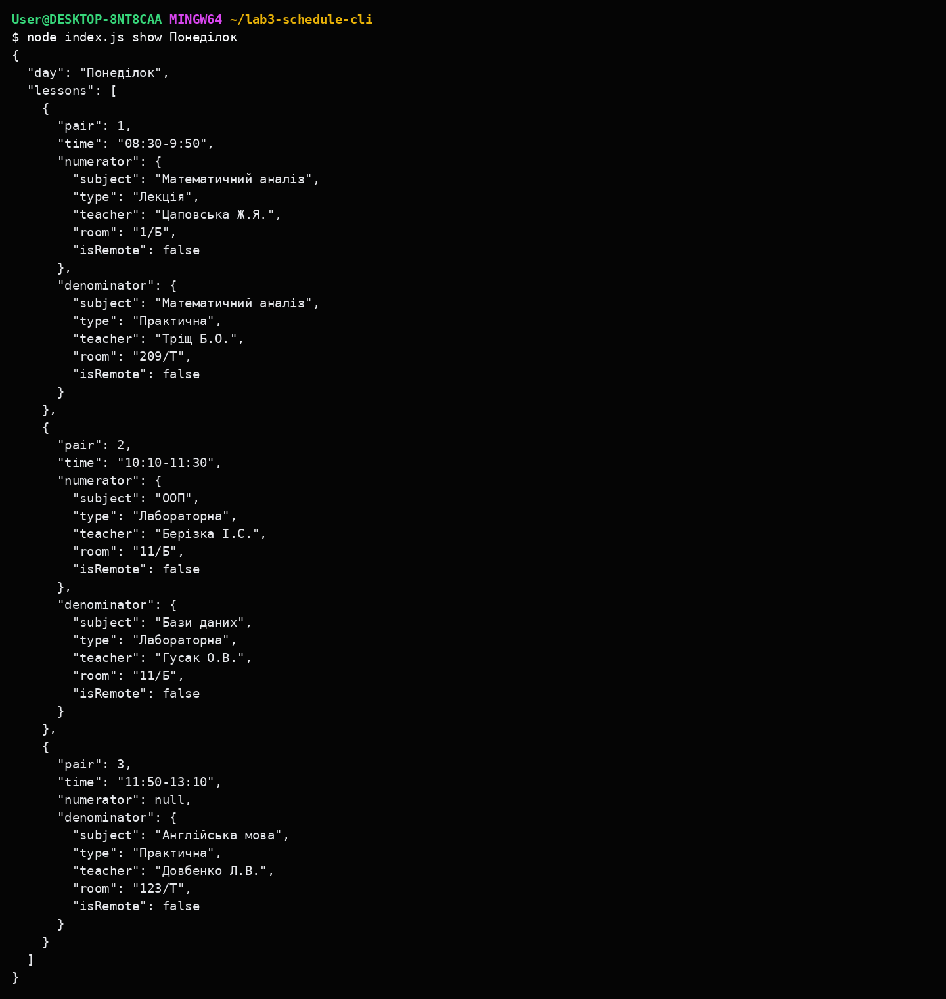 User@DESKTOP-8NT8CAA MINGW64 ~/lab3-schedule-cli
$ node index.js show Понеділок
{
  "day": "Понеділок",
  "lessons": [
    {
      "pair": 1,
      "time": "08:30-9:50",
      "numerator": {
        "subject": "Математичний аналіз",
        "type": "Лекція",
        "teacher": "Цаповська Ж.Я.",
        "room": "1/Б",
        "isRemote": false
      },
      "denominator": {
        "subject": "Математичний аналіз",
        "type": "Практична",
        "teacher": "Тріщ Б.О.",
        "room": "209/Т",
        "isRemote": false
      }
    },
    {
      "pair": 2,
      "time": "10:10-11:30",
      "numerator": {
        "subject": "ООП",
        "type": "Лабораторна",
        "teacher": "Берізка І.С.",
        "room": "11/Б",
        "isRemote": false
      },
      "denominator": {
        "subject": "Бази даних",
        "type": "Лабораторна",
        "teacher": "Гусак О.В.",
        "room": "11/Б",
        "isRemote": false
      }
    },
    {
      "pair": 3,
      "time": "11:50-13:10",
      "numerator": null,
      "denominator": {
        "subject": "Англійська мова",
        "type": "Практична",
        "teacher": "Довбенко Л.В.",
        "room": "123/Т",
        "isRemote": false
      }
    }
  ]
}